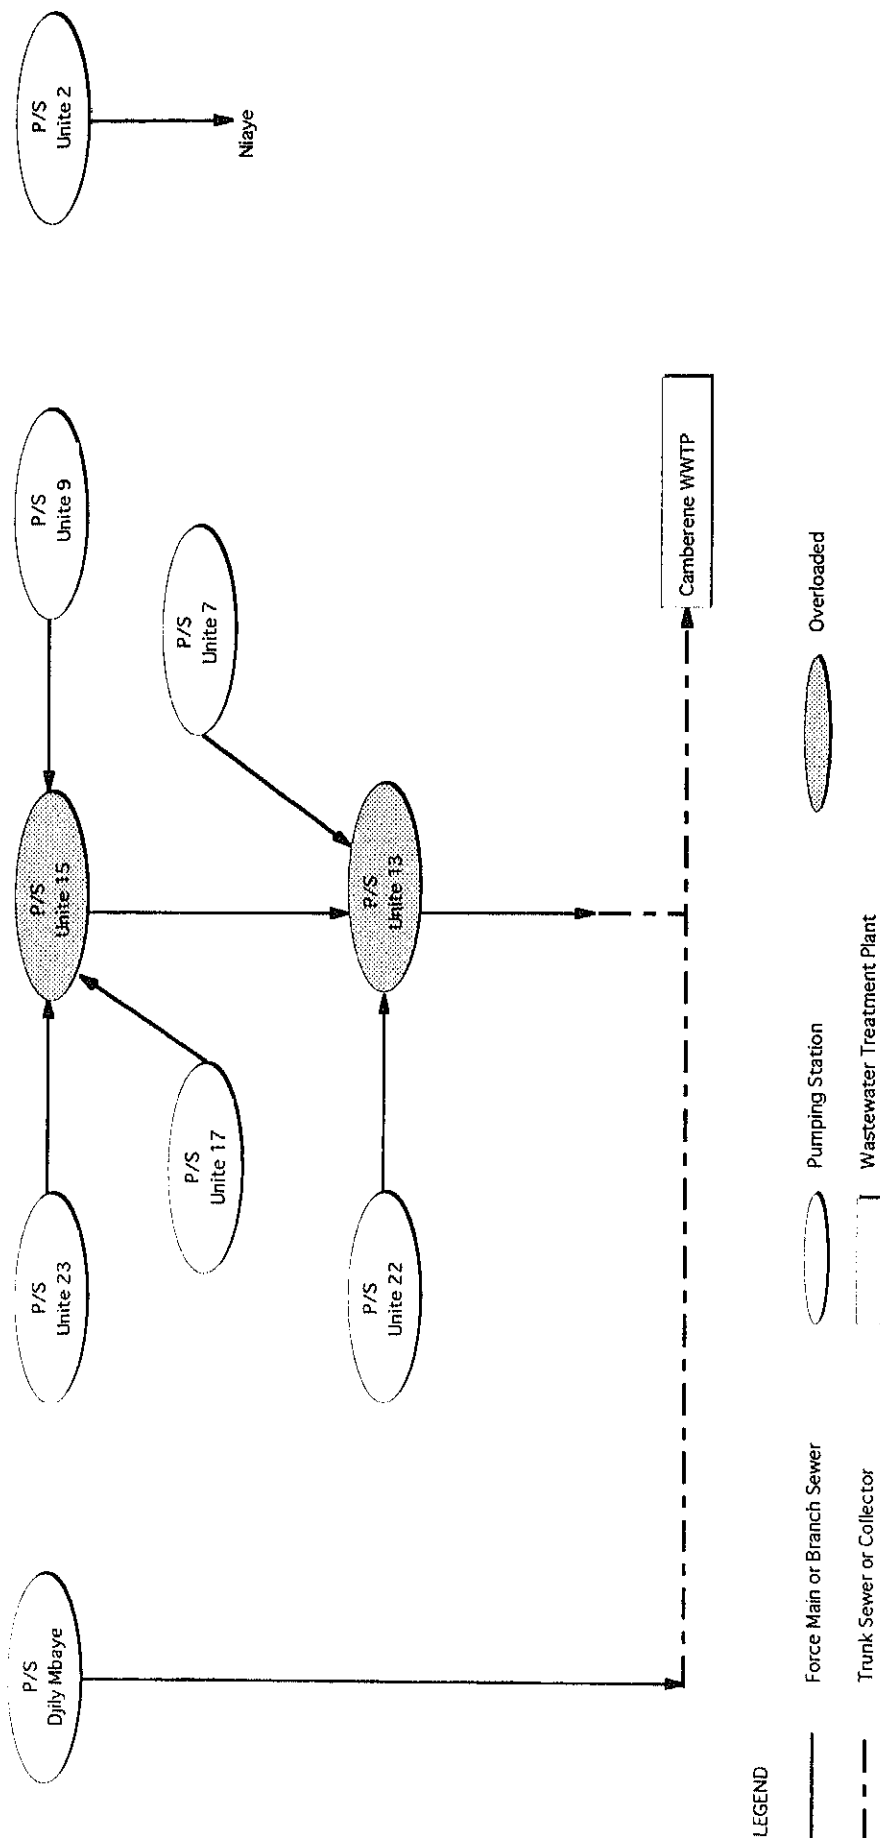 P/S
Djily Mbaye
P/S
Unite 23
P/S
Unite 17
P/S
Unite 22
P/S
Unite 15
P/S
Unite 13
P/S
Unite 9
P/S
Unite 7
P/S
Unite 2
Niaye
Camberene WWTP
LEGEND
Force Main or Branch Sewer
Pumping Station
Overloaded
Trunk Sewer or Collector
Wastewater Treatment Plant